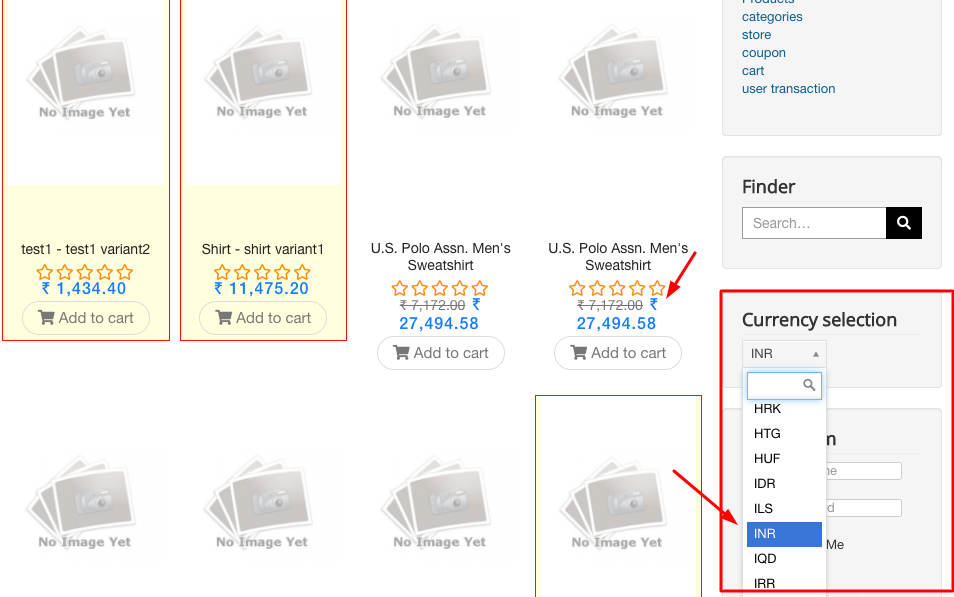 No Image Yet
No Image Yet
No Image Yet
No Image Yet
test1 - test1 variant2
₹ 1,434.40
Add to cart
Shirt - shirt variant1
₹ 11,475.20
Add to cart
U.S. Polo Assn. Men's
Sweatshirt
₹ 7,172.00 ₹
27,494.58
Add to cart
U.S. Polo Assn. Men's
Sweatshirt
₹ 7,172.00 ₹
27,494.58
Add to cart
No Image Yet
No Image Yet
No Image Yet
No Image Yet
Products
categories
store
coupon
cart
user transaction
Finder
Search...
Currency selection
INR
HRK
HTG
HUF
IDR
ILS
INR
IQD
IRR
Me